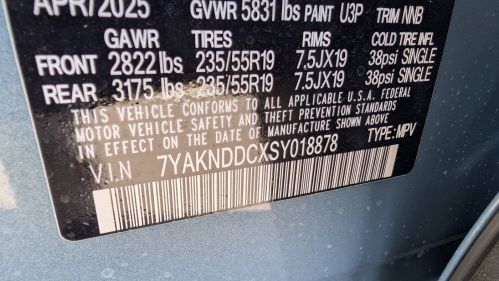 APR/2025 GVWR 5831 lbs PAINT U3P TRIM NNB
GAWR TIRES RIMS COLD TIRE INFL
FRONT 2822 lbs 235/55R19 7.5JX19 38psi SINGLE
REAR 3175 lbs 235/55R19 7.5JX19 38psi SINGLE
THIS VEHICLE CONFORMS TO ALL APPLICABLE U.S.A. FEDERAL
MOTOR VEHICLE SAFETY AND THEFT PREVENTION STANDARDS
IN EFFECT ON THE DATE OF MANUFACTURE SHOWN ABOVE.
V.I.N 7YAKNDDCXSY018878 TYPE: MPV